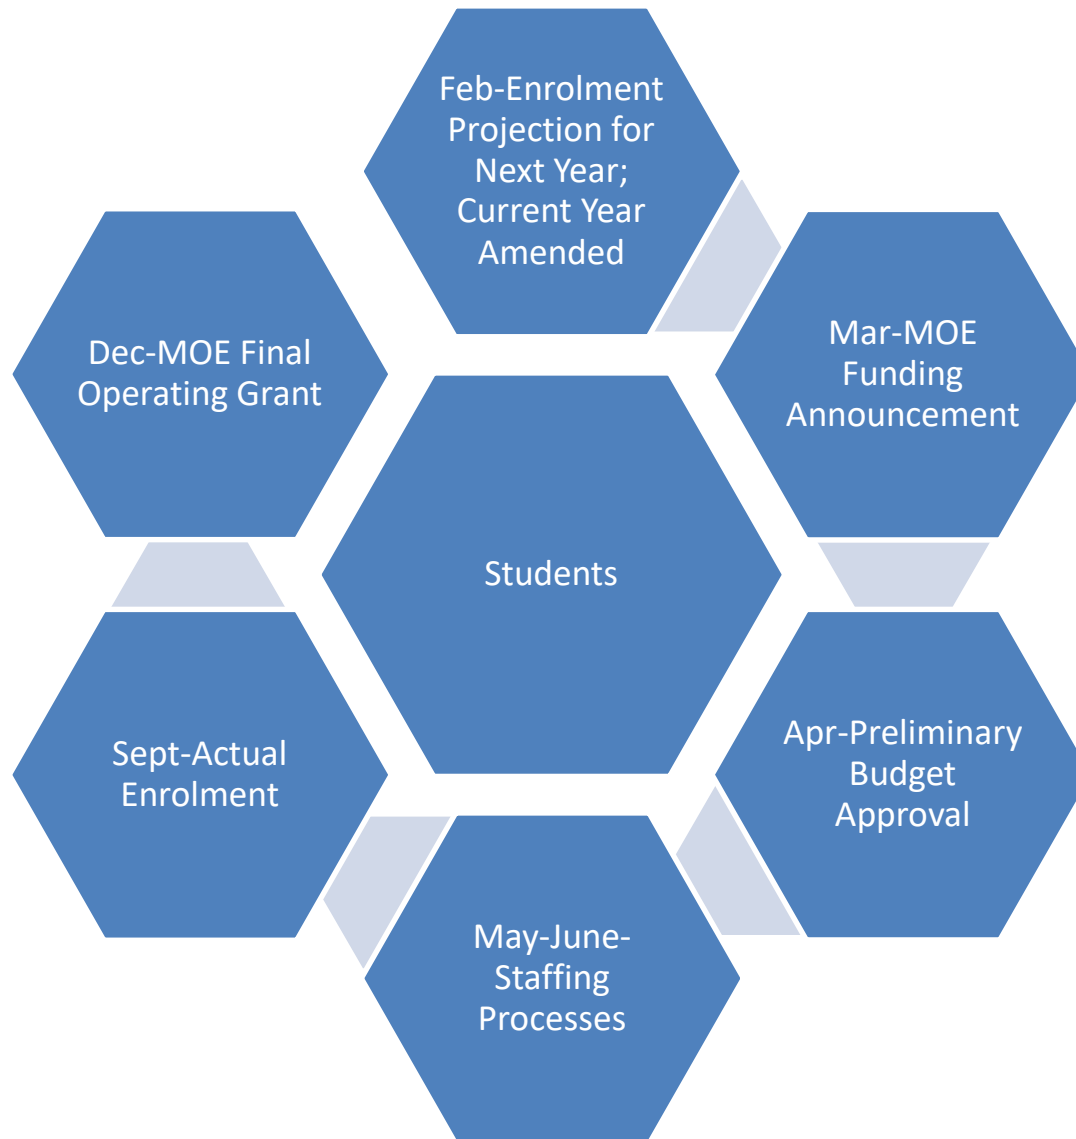 Feb-Enrolment
Projection for
Next Year;
Current Year
Amended
Mar-MOE
Funding
Announcement
Apr-Preliminary
Budget
Approval
May-June-
Staffing
Processes
Sept-Actual
Enrolment
Dec-MOE Final
Operating Grant
Students